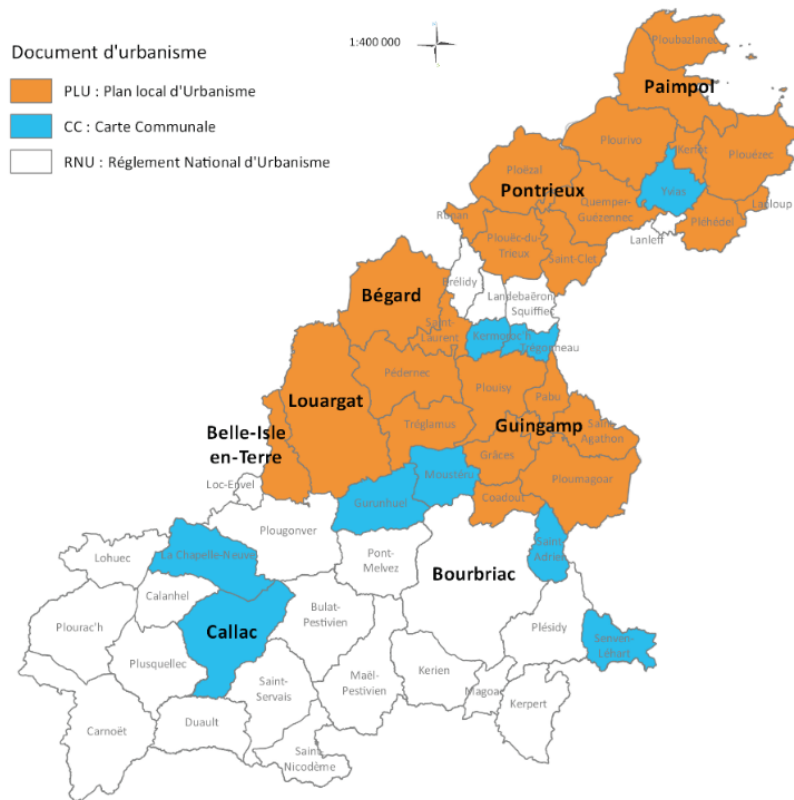 Document d'urbanisme
1:400 000
PLU : Plan local d'Urbanisme
CC : Carte Communale
RNU : Réglement National d'Urbanisme
Ploubazlanec
Paimpol
Plourivo
Kerfot
Plouézec
Ploëzal
Pontrieux
Yvias
Quemper-
Guézennec
Lanloup
Runan
Pléhédel
Plouëc-du-
Trieux
Lanleff
Saint-Clet
Brélidy
Bégard
Landebaëron
Squiffiec
Saint-
Laurent
Kermoroc'h
Trégonneau
Pédernec
Plouisy
Louargat
Pabu
Tréglamus
Guingamp
Saint-
Agathon
Belle-Isle
en-Terre
Grâces
Moustéru
Ploumagoar
Loc-Envel
Gurunhuel
Coadout
Plougonver
Saint-
Adrien
Lohuec
La Chapelle-Neuve
Pont-
Melvez
Bourbriac
Calanhel
Bulat-
Pestivien
Plourac'h
Callac
Plésidy
Senven-
Léhart
Plusquellec
Maël-
Pestivien
Kerien
Saint-
Servais
Magoar
Kerpert
Carnoët
Duault
Saint-
Nicodème